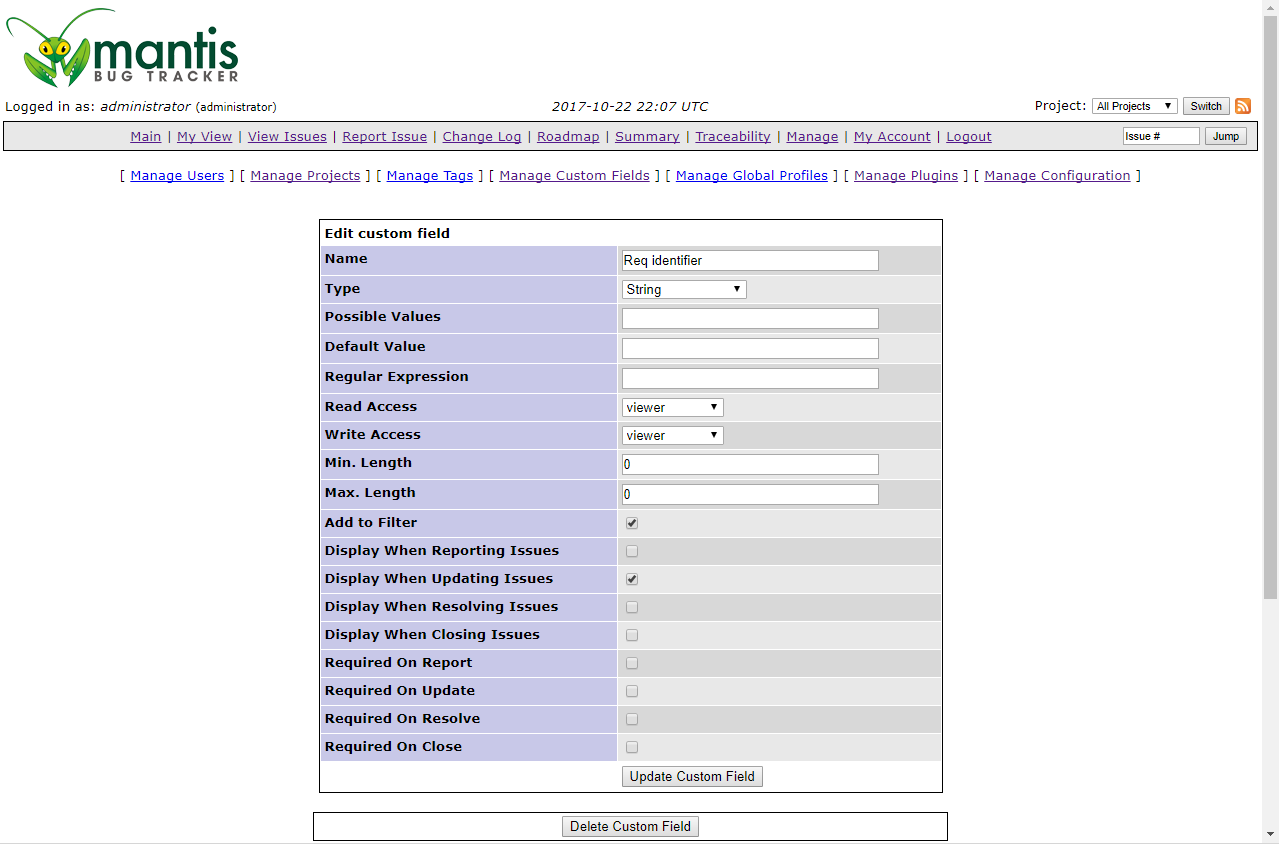 mantis
BUG TRACKER
Logged in as: administrator (administrator) 2017-10-22 22:07 UTC Project: All Projects Switch
Main | My View | View Issues | Report Issue | Change Log | Roadmap | Summary | Traceability | Manage | My Account | Logout Issue # Jump
[ Manage Users ] [ Manage Projects ] [ Manage Tags ] [ Manage Custom Fields ] [ Manage Global Profiles ] [ Manage Plugins ] [ Manage Configuration ]
Edit custom field
Name Req identifier
Type String
Possible Values
Default Value
Regular Expression
Read Access viewer
Write Access viewer
Min. Length 0
Max. Length 0
Add to Filter
Display When Reporting Issues
Display When Updating Issues
Display When Resolving Issues
Display When Closing Issues
Required On Report
Required On Update
Required On Resolve
Required On Close
Update Custom Field
Delete Custom Field